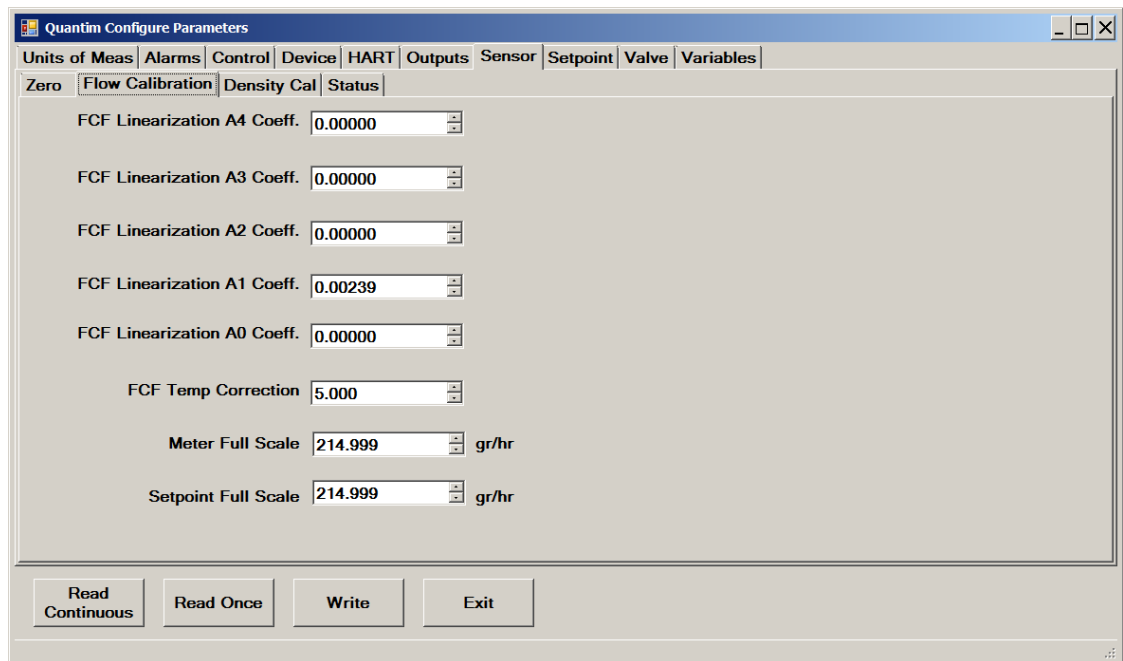 Quantim Configure Parameters
Units of Meas Alarms Control Device HART Outputs Sensor Setpoint Valve Variables
Zero Flow Calibration Density Cal Status
FCF Linearization A4 Coeff. 0.00000
FCF Linearization A3 Coeff. 0.00000
FCF Linearization A2 Coeff. 0.00000
FCF Linearization A1 Coeff. 0.00239
FCF Linearization A0 Coeff. 0.00000
FCF Temp Correction 5.000
Meter Full Scale 214.999 gr/hr
Setpoint Full Scale 214.999 gr/hr
Read
Continuous
Read Once
Write
Exit